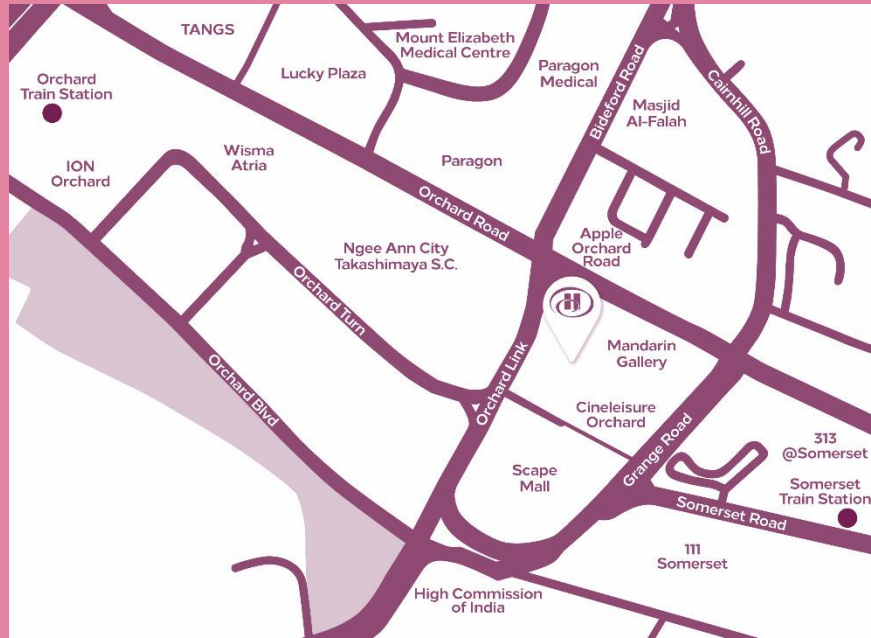 TANGS
Mount Elizabeth
Medical Centre
Orchard
Train Station
Lucky Plaza
Paragon
Medical
Bideford Road
Masjid
Al-Falah
Cairnhill Road
Wisma
Atria
ION
Orchard
Paragon
Orchard Road
Ngee Ann City
Takashimaya S.C.
Apple
Orchard
Road
Orchard Turn
Orchard Link
Mandarin
Gallery
Orchard Blvd
Cineleisure
Orchard
Grange Road
313
@Somerset
Scape
Mall
Somerset
Train Station
Somerset Road
111
Somerset
High Commission
of India